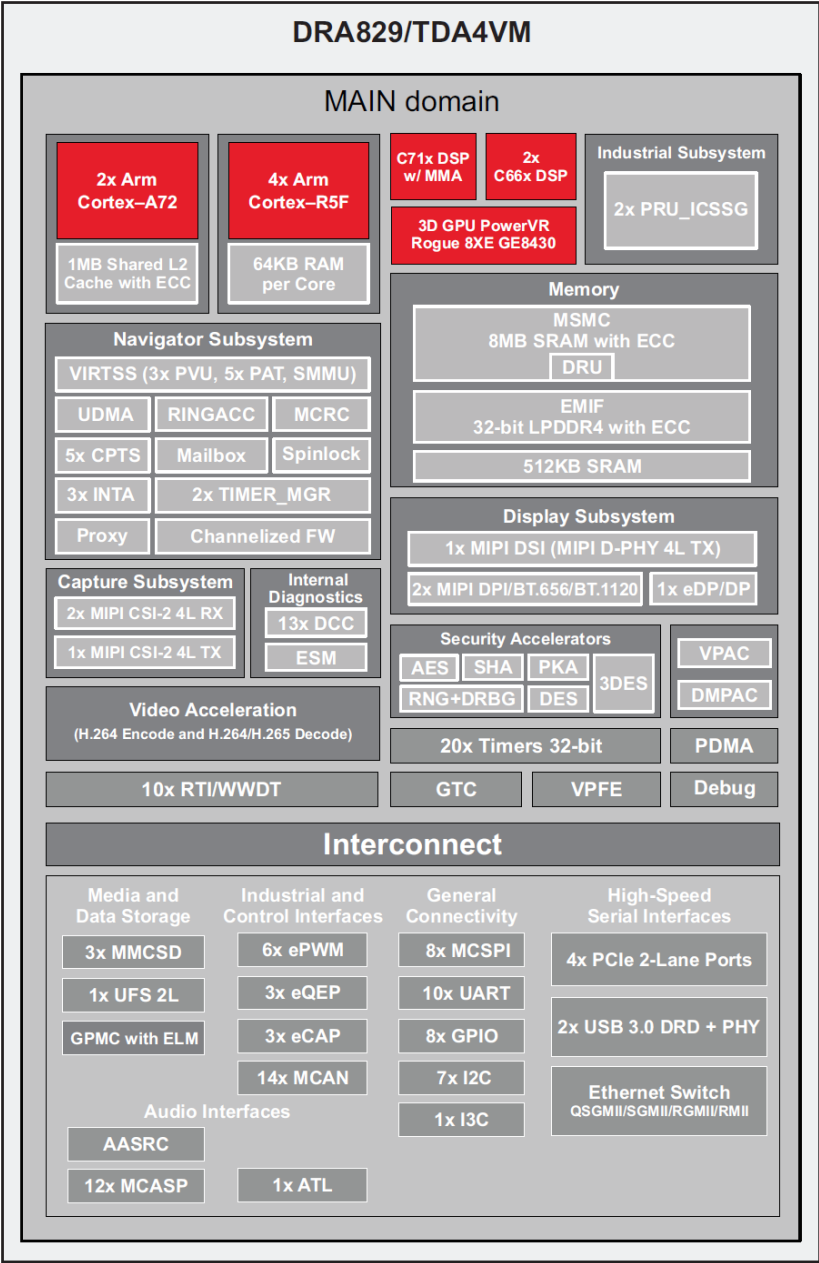 DRA829/TDA4VM
MAIN domain
2x Arm
Cortex–A72
1MB Shared L2
Cache with ECC
4x Arm
Cortex–R5F
64KB RAM
per Core
C71x DSP
w/ MMA
2x
C66x DSP
3D GPU PowerVR
Rogue 8XE GE8430
Industrial Subsystem
2x PRU_ICSSG
Navigator Subsystem
VIRTSS (3x PVU, 5x PAT, SMMU)
UDMA
RINGACC
MCRC
5x CPTS
Mailbox
Spinlock
3x INTA
2x TIMER_MGR
Proxy
Channelized FW
Memory
MSMC
8MB SRAM with ECC
DRU
EMIF
32-bit LPDDR4 with ECC
512KB SRAM
Display Subsystem
1x MIPI DSI (MIPI D-PHY 4L TX)
2x MIPI DPI/BT.656/BT.1120
1x eDP/DP
Capture Subsystem
2x MIPI CSI-2 4L RX
1x MIPI CSI-2 4L TX
Internal
Diagnostics
13x DCC
ESM
Security Accelerators
AES
SHA
PKA
3DES
RNG+DRBG
DES
VPAC
DMPAC
Video Acceleration
(H.264 Encode and H.264/H.265 Decode)
20x Timers 32-bit
PDMA
10x RTI/WWDT
GTC
VPFE
Debug
Interconnect
Media and
Data Storage
3x MMCSD
1x UFS 2L
GPMC with ELM
Industrial and
Control Interfaces
6x ePWM
3x eQEP
3x eCAP
14x MCAN
General
Connectivity
8x MCSPI
10x UART
8x GPIO
7x I2C
1x I3C
High-Speed
Serial Interfaces
4x PCIe 2-Lane Ports
2x USB 3.0 DRD + PHY
Ethernet Switch
QSGMII/SGMII/RGMII/RMII
Audio Interfaces
AASRC
12x MCASP
1x ATL